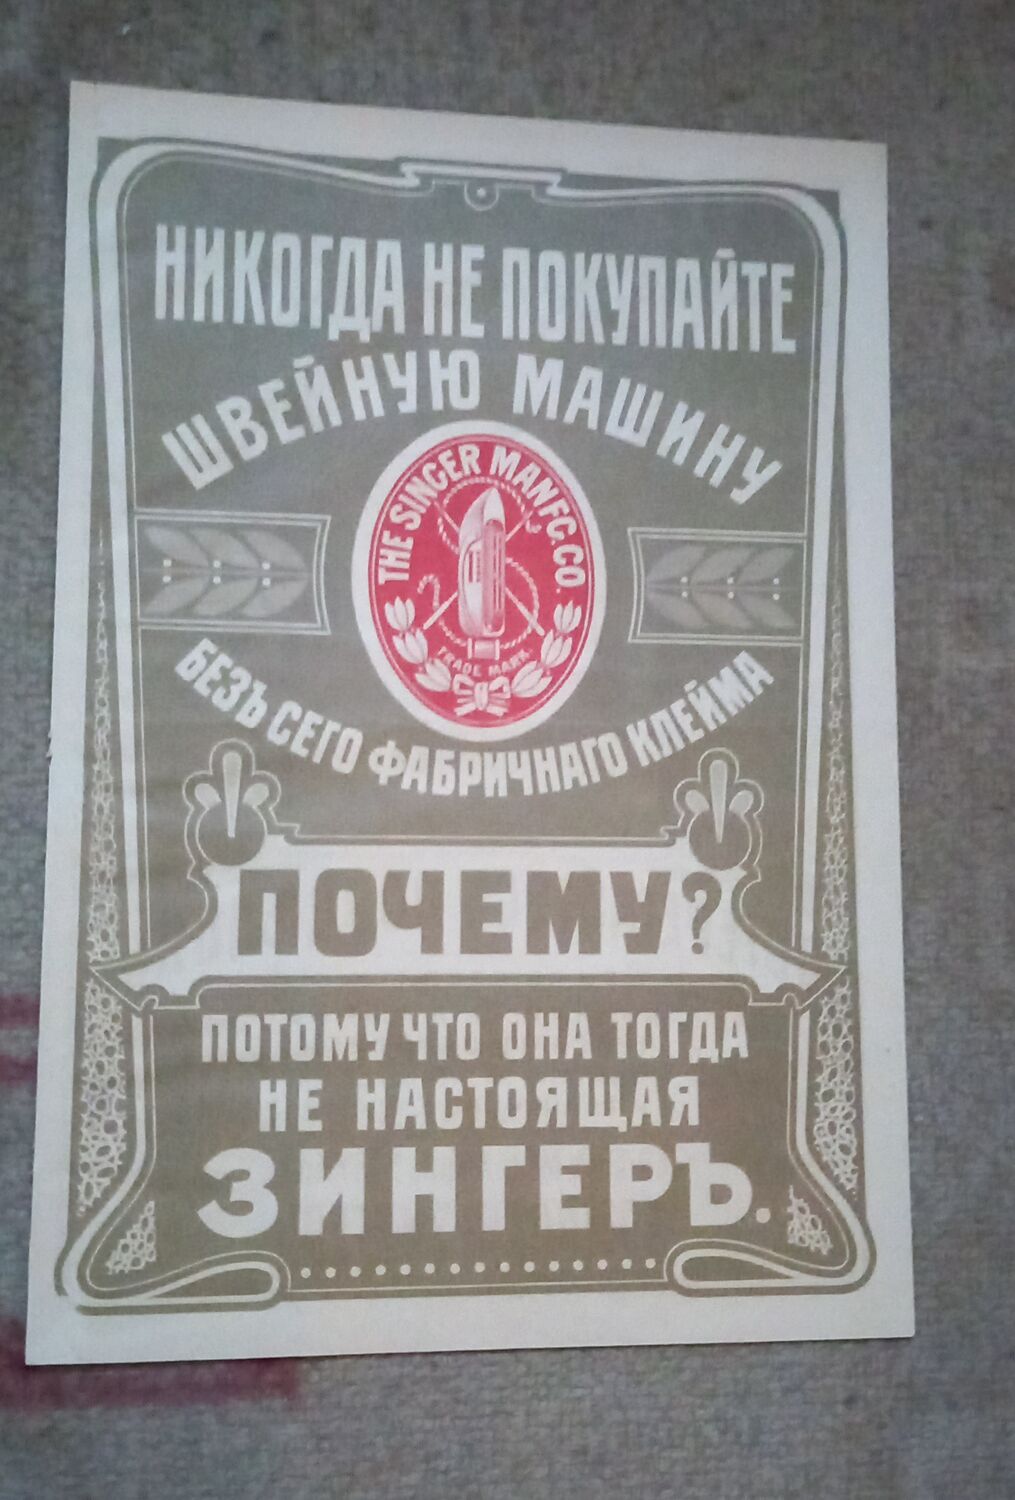 НИКОГДА НЕ ПОКУПАЙТЕ
ШВЕЙНУЮ МАШИНУ
THE SINGER MANFG. CO.
TRADE MARK.
БЕЗЪ СЕГО ФАБРИЧНАГО КЛЕЙМА
ПОЧЕМУ?
ПОТОМУ ЧТО ОНА ТОГДА
НЕ НАСТОЯЩАЯ
ЗИНГЕРЪ.